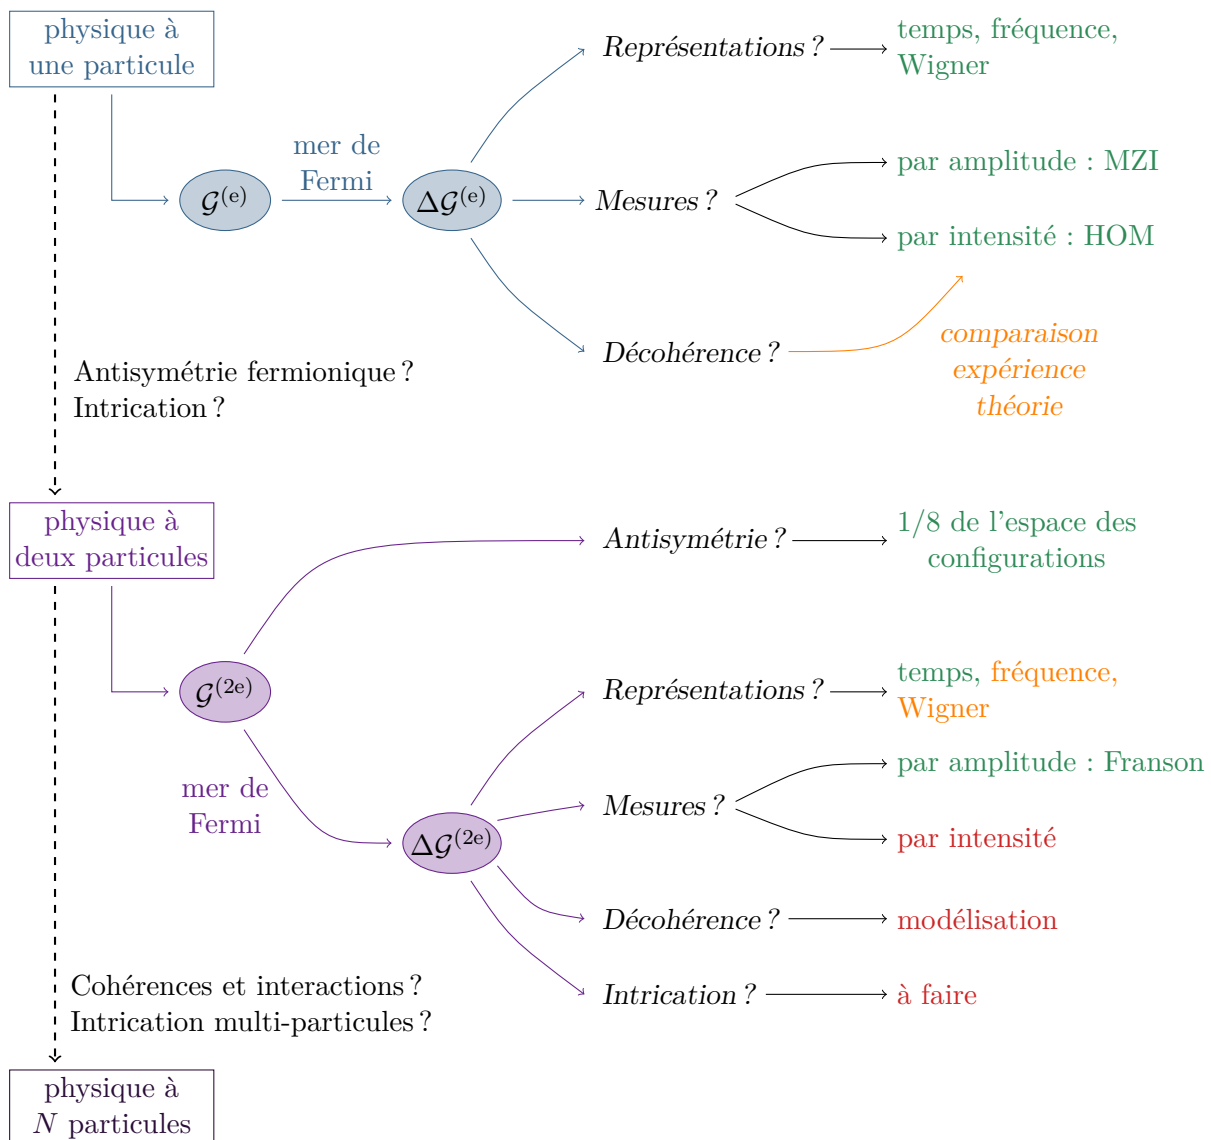 physique à
une particule
Représentations ?
temps, fréquence,
Wigner
mer de
Fermi
𝒢^(e)
Δ𝒢^(e)
Mesures ?
par amplitude : MZI
par intensité : HOM
Décohérence ?
comparaison
expérience
théorie
Antisymétrie fermionique ?
Intrication ?
physique à
deux particules
Antisymétrie ?
1/8 de l'espace des
configurations
𝒢^(2e)
Représentations ?
temps, fréquence,
Wigner
mer de
Fermi
Δ𝒢^(2e)
Mesures ?
par amplitude : Franson
par intensité
Décohérence ?
modélisation
Intrication ?
à faire
Cohérences et interactions ?
Intrication multi-particules ?
physique à
N particules